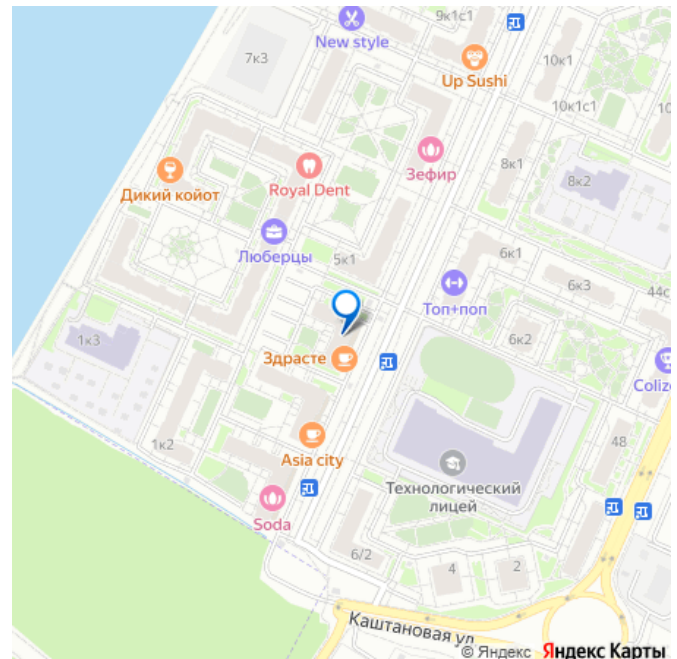 9к1с1
New style
7к3
10к1
Up Sushi
10к1с1
10
Зефир
8к1
Royal Dent
8к2
Дикий койот
Люберцы
5к1
6к1
6к3
44с
Топ+поп
1к3
Здрасте
6к2
Colize
Asia city
1к2
48
Технологический
лицей
Soda
6/2
4
2
Каштановая ул
© Яндекс Яндекс Карты